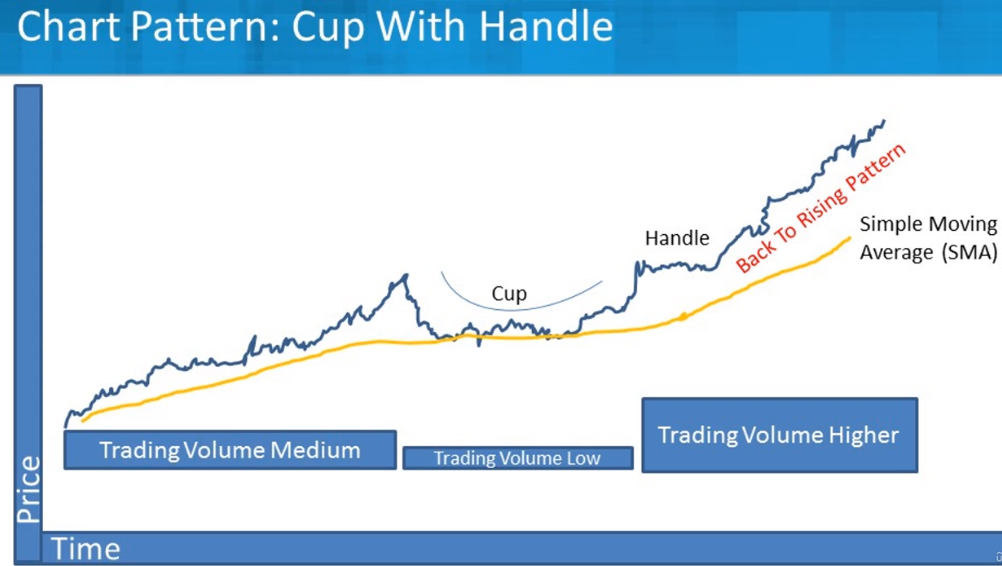 Chart Pattern: Cup With Handle
Handle
Back To Rising Pattern
Simple Moving
Average (SMA)
Cup
Trading Volume Medium
Trading Volume Low
Trading Volume Higher
Price
Time